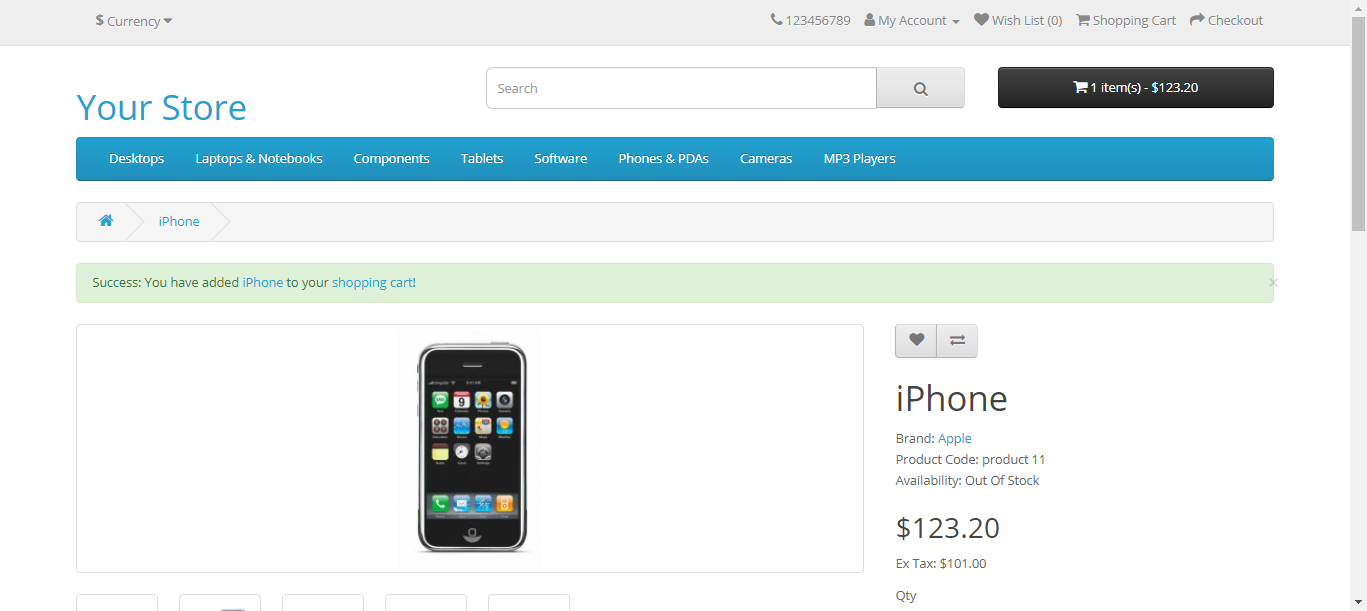 $ Currency
123456789 My Account Wish List (0) Shopping Cart Checkout
Your Store
Search
1 item(s) - $123.20
Desktops Laptops & Notebooks Components Tablets Software Phones & PDAs Cameras MP3 Players
iPhone
Success: You have added iPhone to your shopping cart!
×
9
iPhone
Brand: Apple
Product Code: product 11
Availability: Out Of Stock
$123.20
Ex Tax: $101.00
Qty